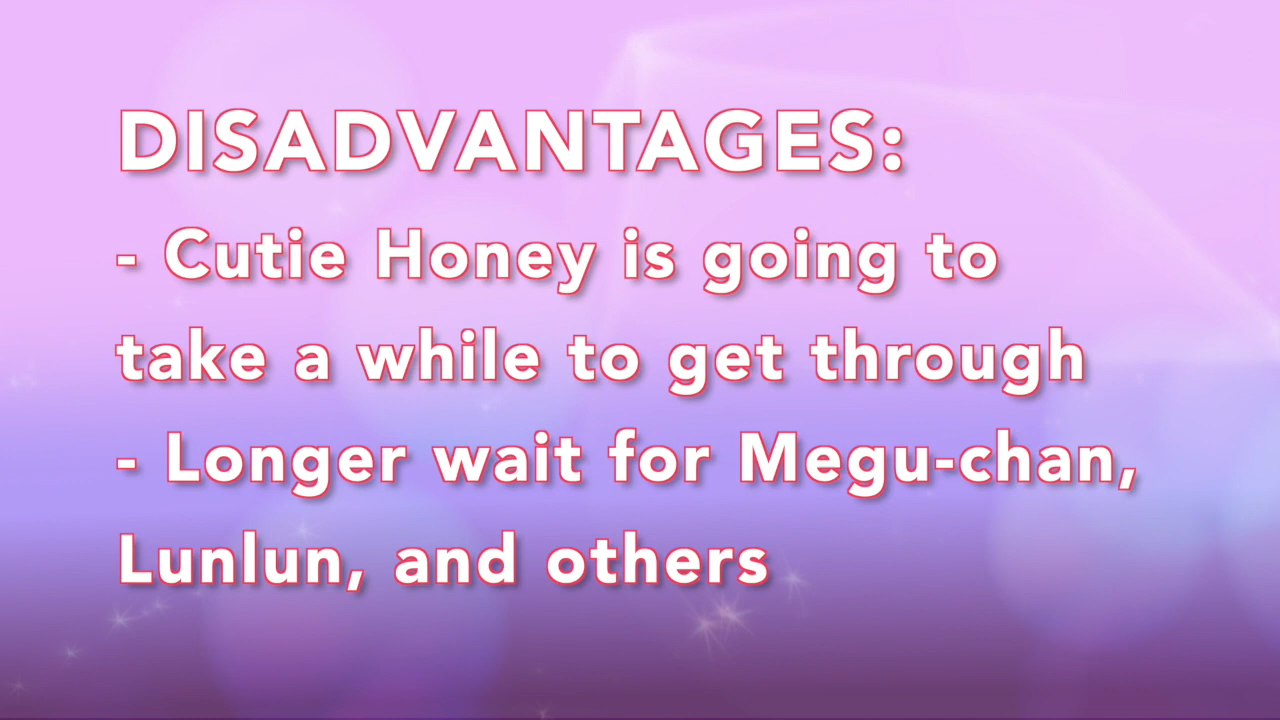 DISADVANTAGES:
- Cutie Honey is going to
take a while to get through
- Longer wait for Megu-chan,
Lunlun, and others